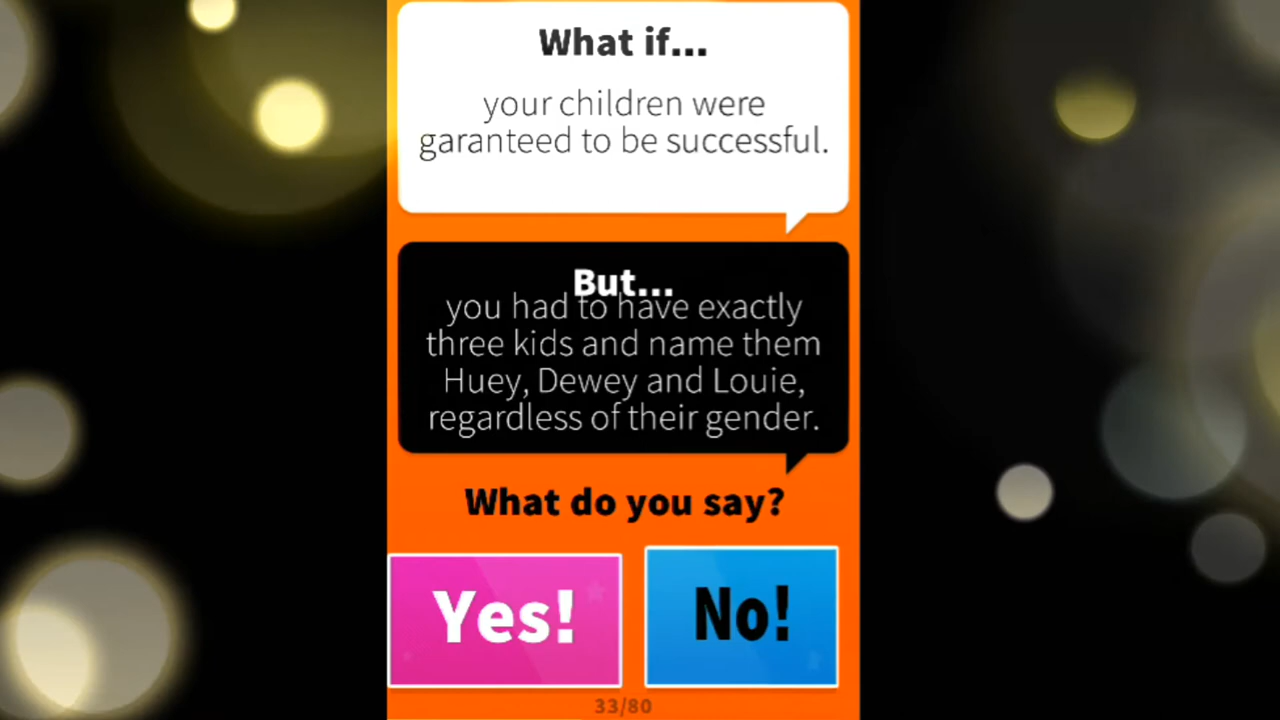 What if...
your children were
garanteed to be successful.
But...
you had to have exactly
three kids and name them
Huey, Dewey and Louie,
regardless of their gender.
What do you say?
Yes!
No!
33/80